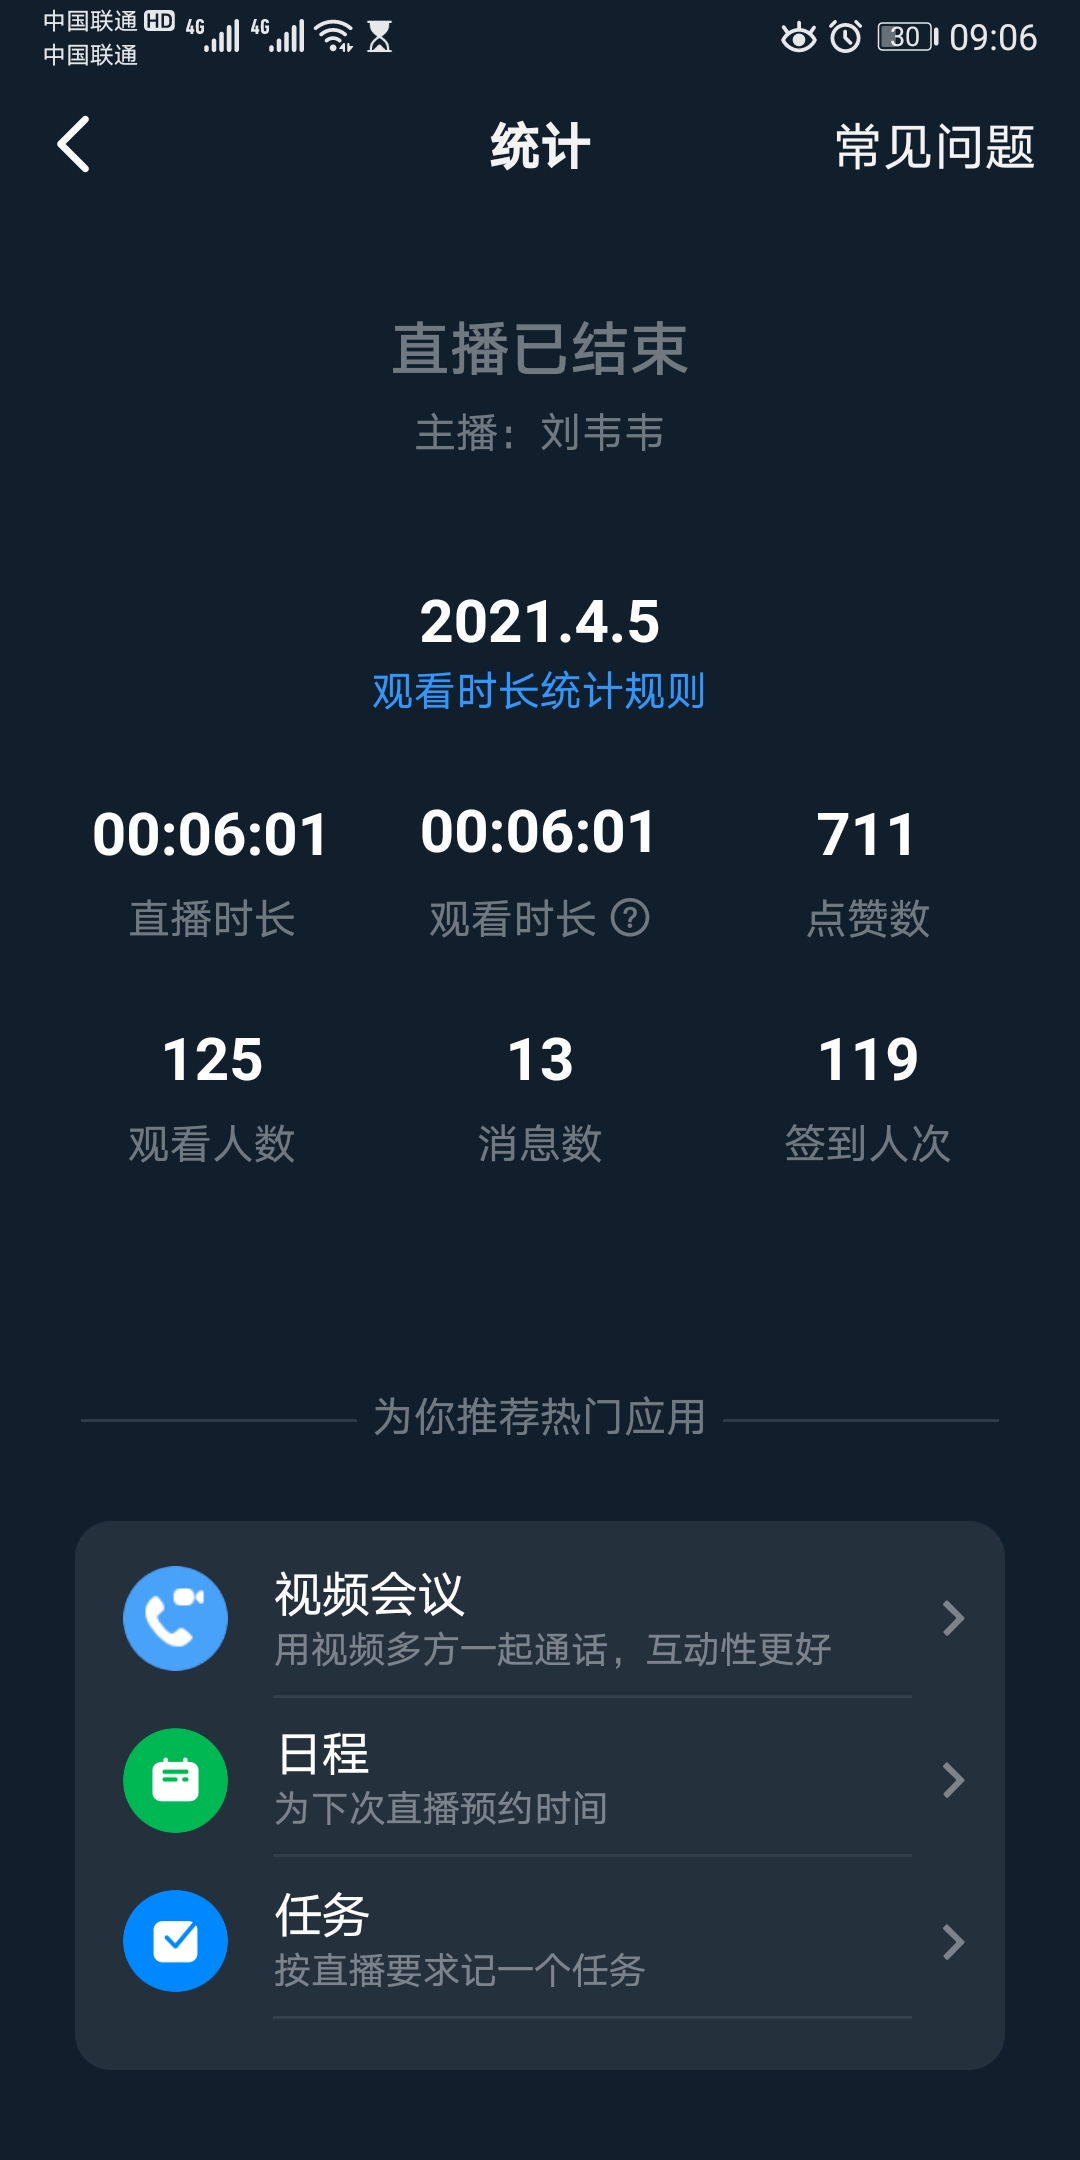 中国联通 HD 4G 4G 30 09:06
中国联通
统计 常见问题
直播已结束
主播：刘韦韦
2021.4.5
观看时长统计规则
00:06:01 00:06:01 711
直播时长 观看时长 ? 点赞数
125 13 119
观看人数 消息数 签到人次
为你推荐热门应用
视频会议
用视频多方一起通话，互动性更好
日程
为下次直播预约时间
任务
按直播要求记一个任务